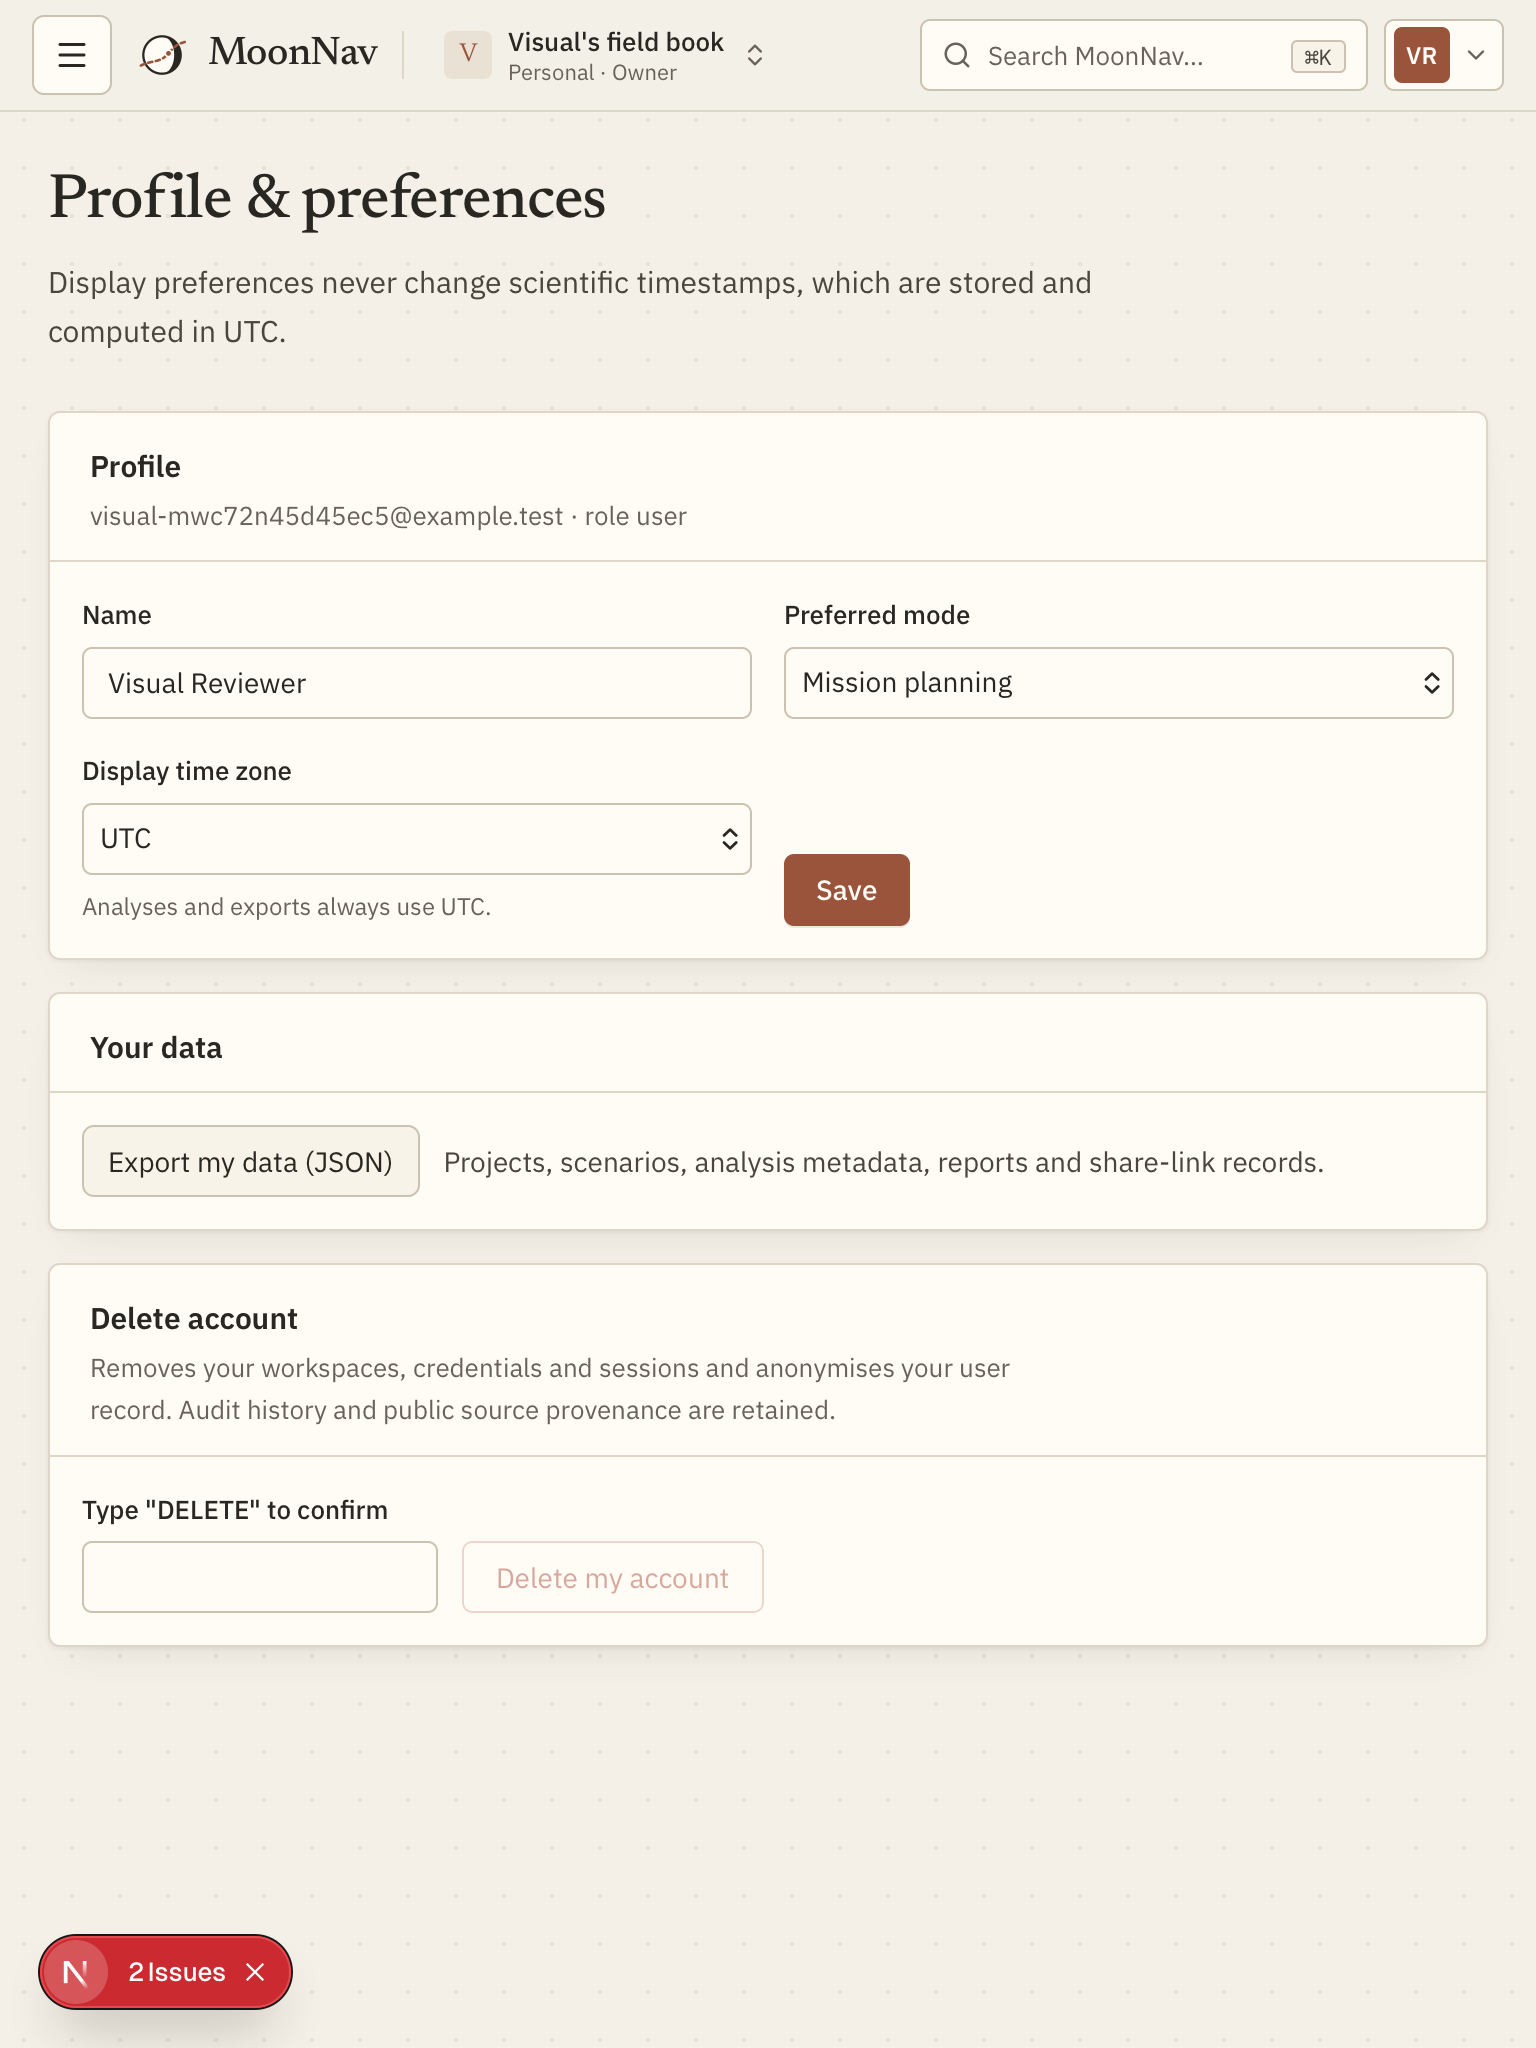 MoonNav
V
Visual's field book
Personal · Owner
Search MoonNav...
⌘K
VR
Profile & preferences
Display preferences never change scientific timestamps, which are stored and
computed in UTC.
Profile
visual-mwc72n45d45ec5@example.test · role user
Name
Preferred mode
Visual Reviewer
Mission planning
Display time zone
UTC
Save
Analyses and exports always use UTC.
Your data
Export my data (JSON)
Projects, scenarios, analysis metadata, reports and share-link records.
Delete account
Removes your workspaces, credentials and sessions and anonymises your user
record. Audit history and public source provenance are retained.
Type "DELETE" to confirm
Delete my account
N
2 Issues